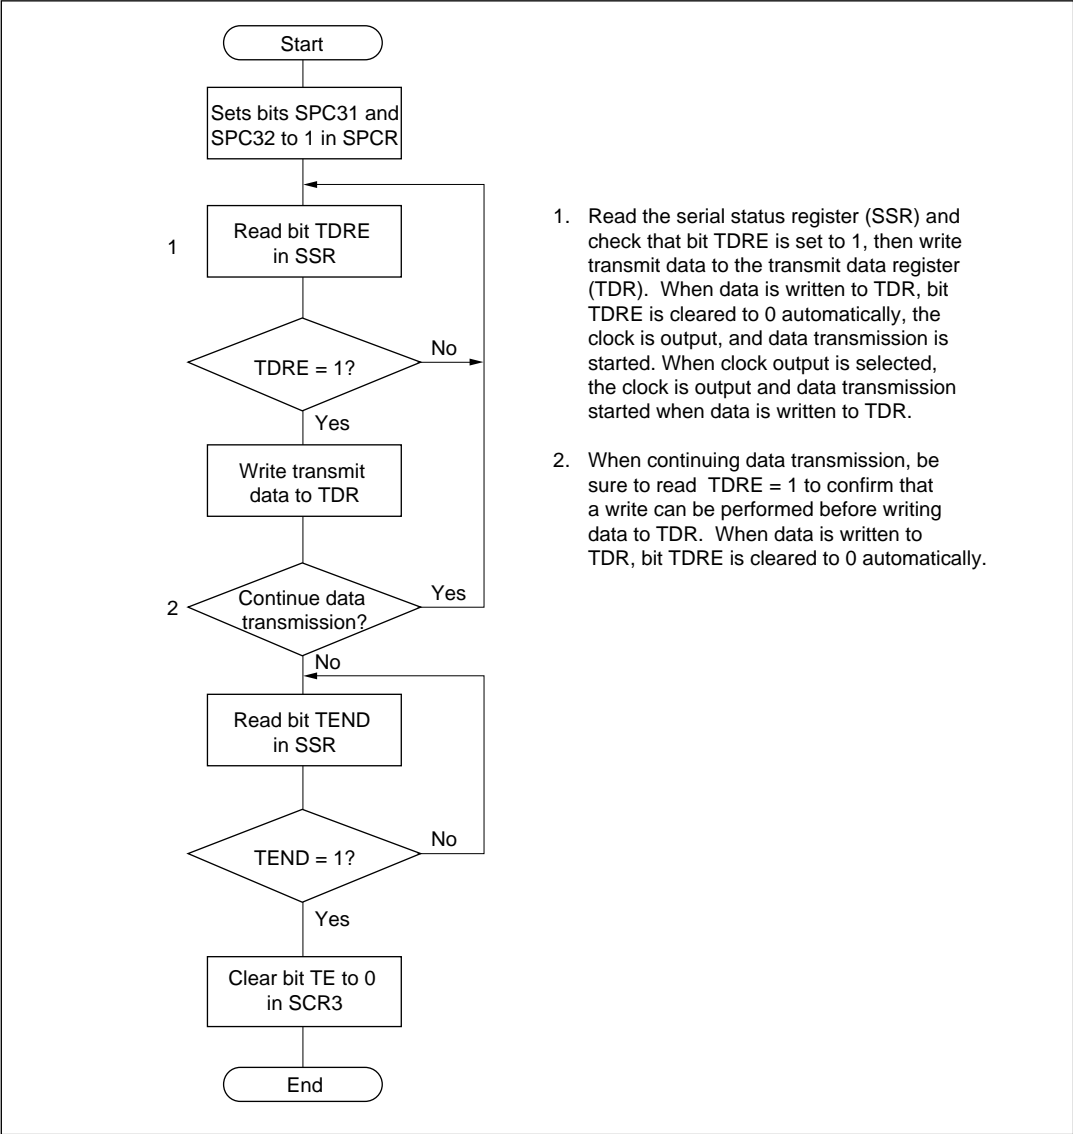 Start
Sets bits SPC31 and
SPC32 to 1 in SPCR
1
Read bit TDRE
in SSR
TDRE = 1?
No
Yes
Write transmit
data to TDR
2
Continue data
transmission?
Yes
No
Read bit TEND
in SSR
TEND = 1?
No
Yes
Clear bit TE to 0
in SCR3
End
1. Read the serial status register (SSR) and
check that bit TDRE is set to 1, then write
transmit data to the transmit data register
(TDR). When data is written to TDR, bit
TDRE is cleared to 0 automatically, the
clock is output, and data transmission is
started. When clock output is selected,
the clock is output and data transmission
started when data is written to TDR.
2. When continuing data transmission, be
sure to read TDRE = 1 to confirm that
a write can be performed before writing
data to TDR. When data is written to
TDR, bit TDRE is cleared to 0 automatically.